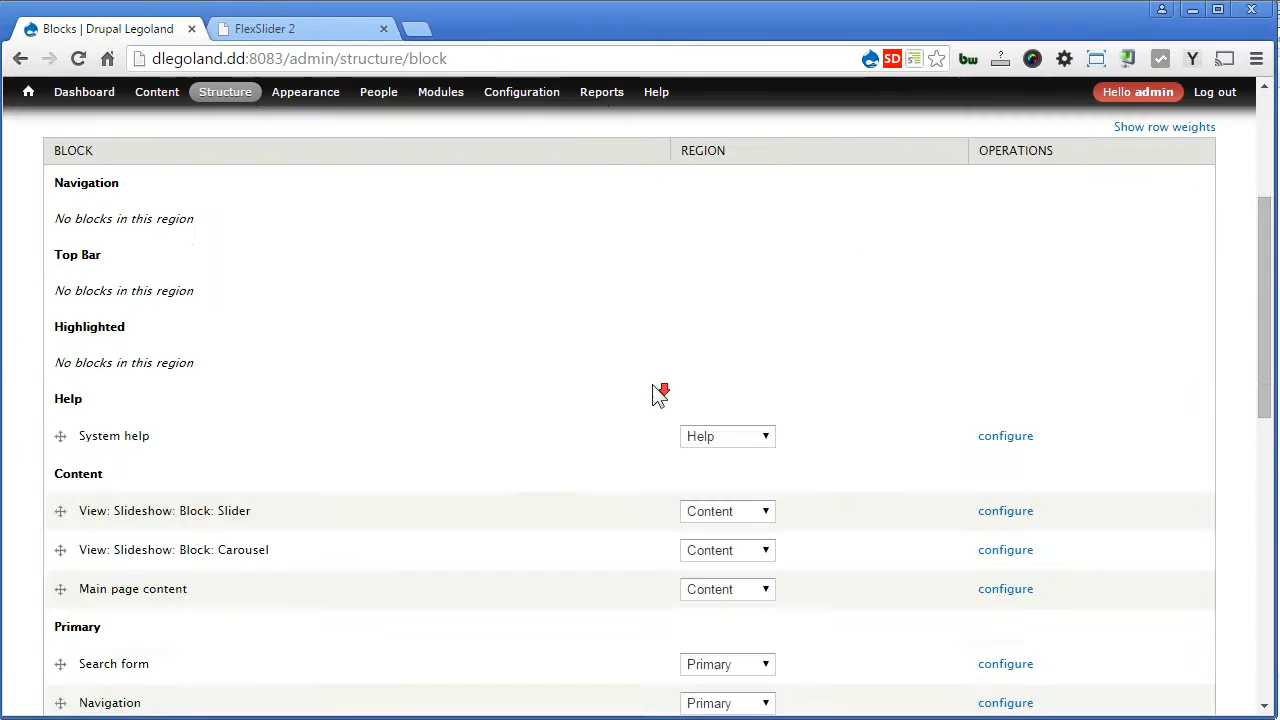 Blocks | Drupal Legoland
FlexSlider 2
dlegoland.dd:8083/admin/structure/block
SD
bw
Dashboard Content Structure Appearance People Modules Configuration Reports Help Hello admin Log out
Show row weights
BLOCK REGION OPERATIONS
Navigation
No blocks in this region
Top Bar
No blocks in this region
Highlighted
No blocks in this region
Help
System help Help configure
Content
View: Slideshow: Block: Slider Content configure
View: Slideshow: Block: Carousel Content configure
Main page content Content configure
Primary
Search form Primary configure
Navigation Primary configure